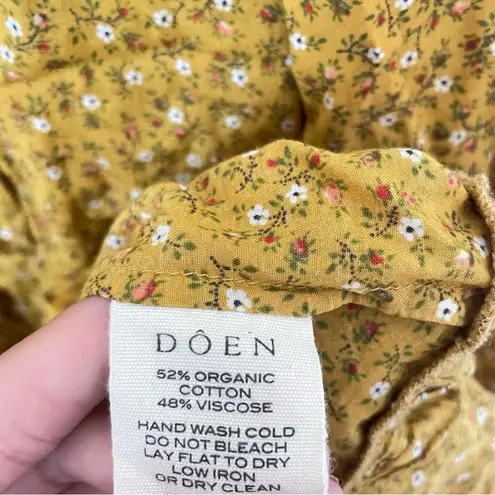 DÔEN
52% ORGANIC
COTTON
48% VISCOSE
HAND WASH COLD
DO NOT BLEACH
LAY FLAT TO DRY
LOW IRON
OR DRY CLEAN